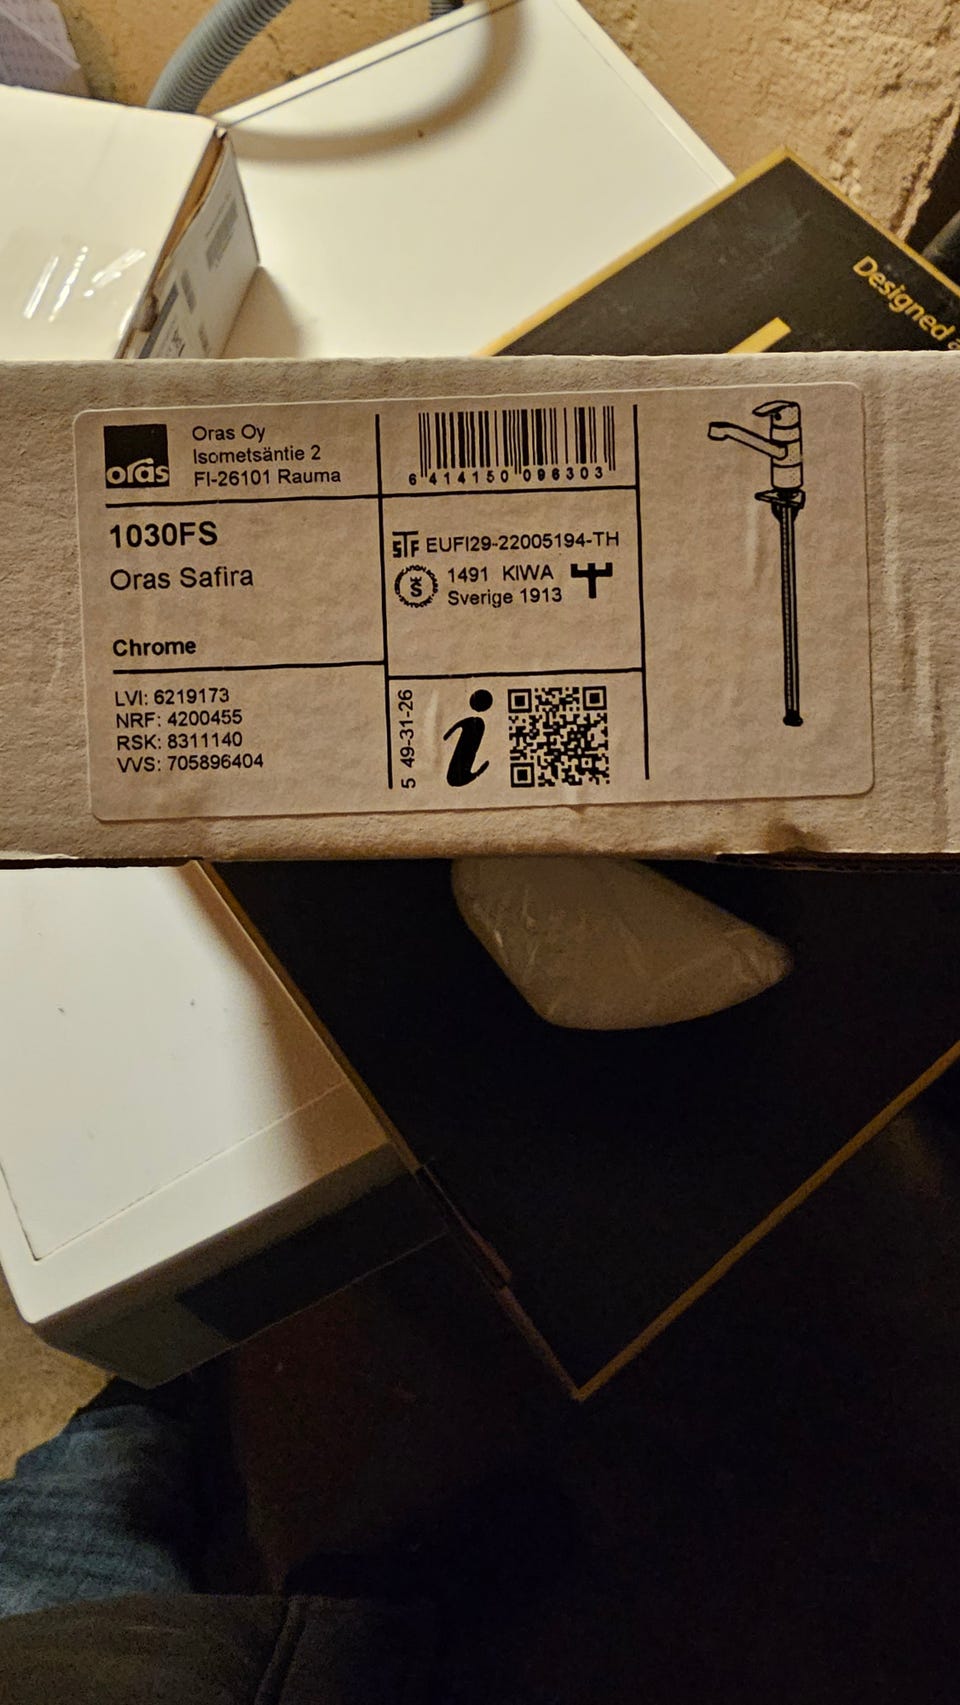 Designed
oras
Oras Oy
Isometsäntie 2
FI-26101 Rauma
6 414150 096303
1030FS
Oras Safira
Chrome
STF EUFI29-22005194-TH
1491 KIWA
Sverige 1913
LVI: 6219173
NRF: 4200455
RSK: 8311140
VVS: 705896404
5 49-31-26
i